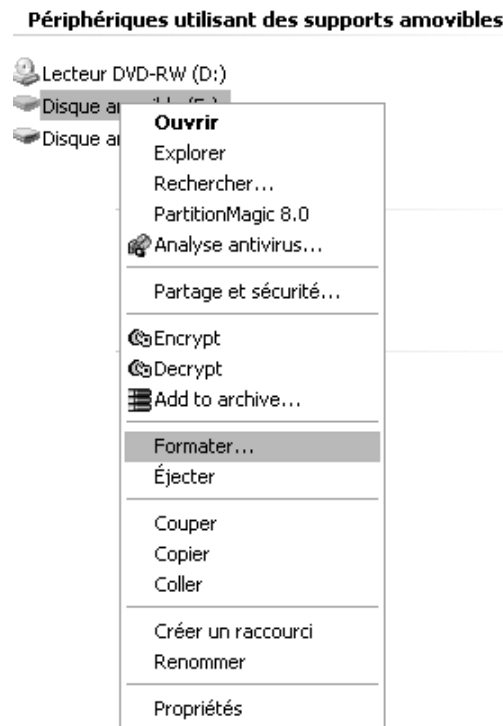 Périphériques utilisant des supports amovibles
Lecteur DVD-RW (D:)
Disque
Disque
Ouvrir
Explorer
Rechercher...
PartitionMagic 8.0
Analyse antivirus...
Partage et sécurité...
Encrypt
Decrypt
Add to archive...
Formater...
Éjecter
Couper
Copier
Coller
Créer un raccourci
Renommer
Propriétés